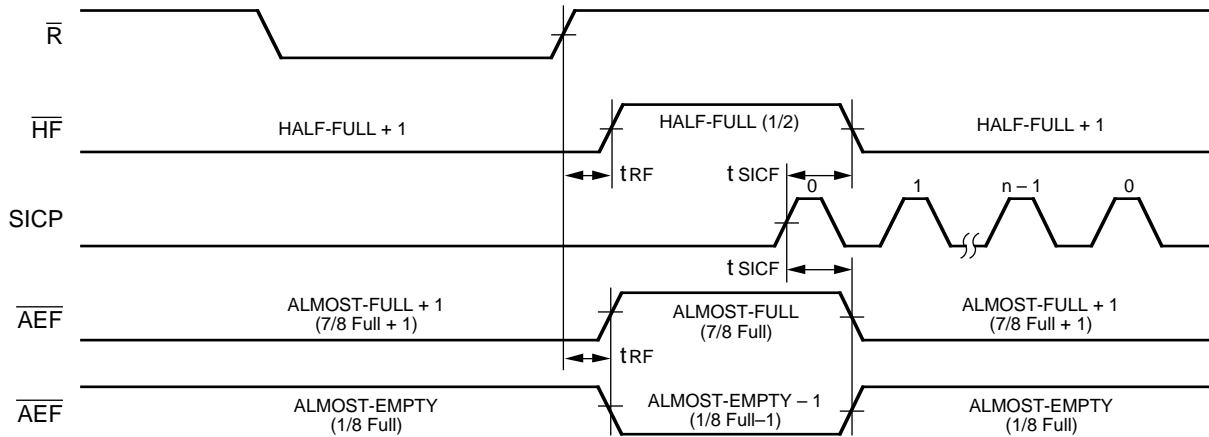 R
HF
HALF-FULL + 1
HALF-FULL (1/2)
HALF-FULL + 1
tRF
tSICF
SICP
0
1
n – 1
0
tSICF
AEF
ALMOST-FULL + 1
(7/8 Full + 1)
ALMOST-FULL
(7/8 Full)
ALMOST-FULL + 1
(7/8 Full + 1)
tRF
AEF
ALMOST-EMPTY
(1/8 Full)
ALMOST-EMPTY – 1
(1/8 Full–1)
ALMOST-EMPTY
(1/8 Full)